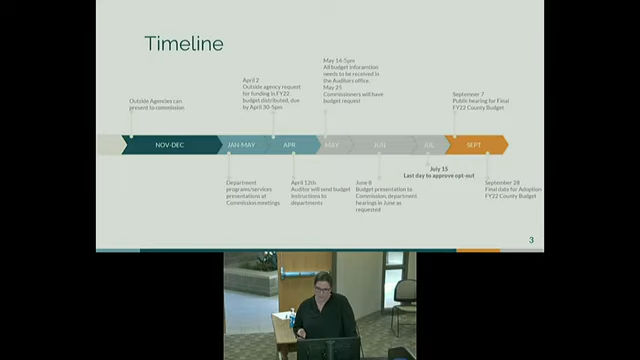 Timeline
May 14-5pm
All budget information
needs to be received in
the Auditors office.
May 25
Commissioners will have
budget request
April 2
Outside agency request
for funding in FY22
budget distributed, due
by April 30-5pm
September 7
Public hearing for Final
FY22 County Budget
Outside Agencies can
present to commission
NOV-DEC
JAN-MAY
APR
MAY
JUN
JUL
SEPT
July 15
Last day to approve opt-out
Department
programs/services
presentations at
Commission meetings
April 12th
Auditor will send budget
instructions to
departments
June 8
Budget presentation to
Commission, department
hearings in June as
requested
September 28
Final date for Adoption
FY22 County Budget
3